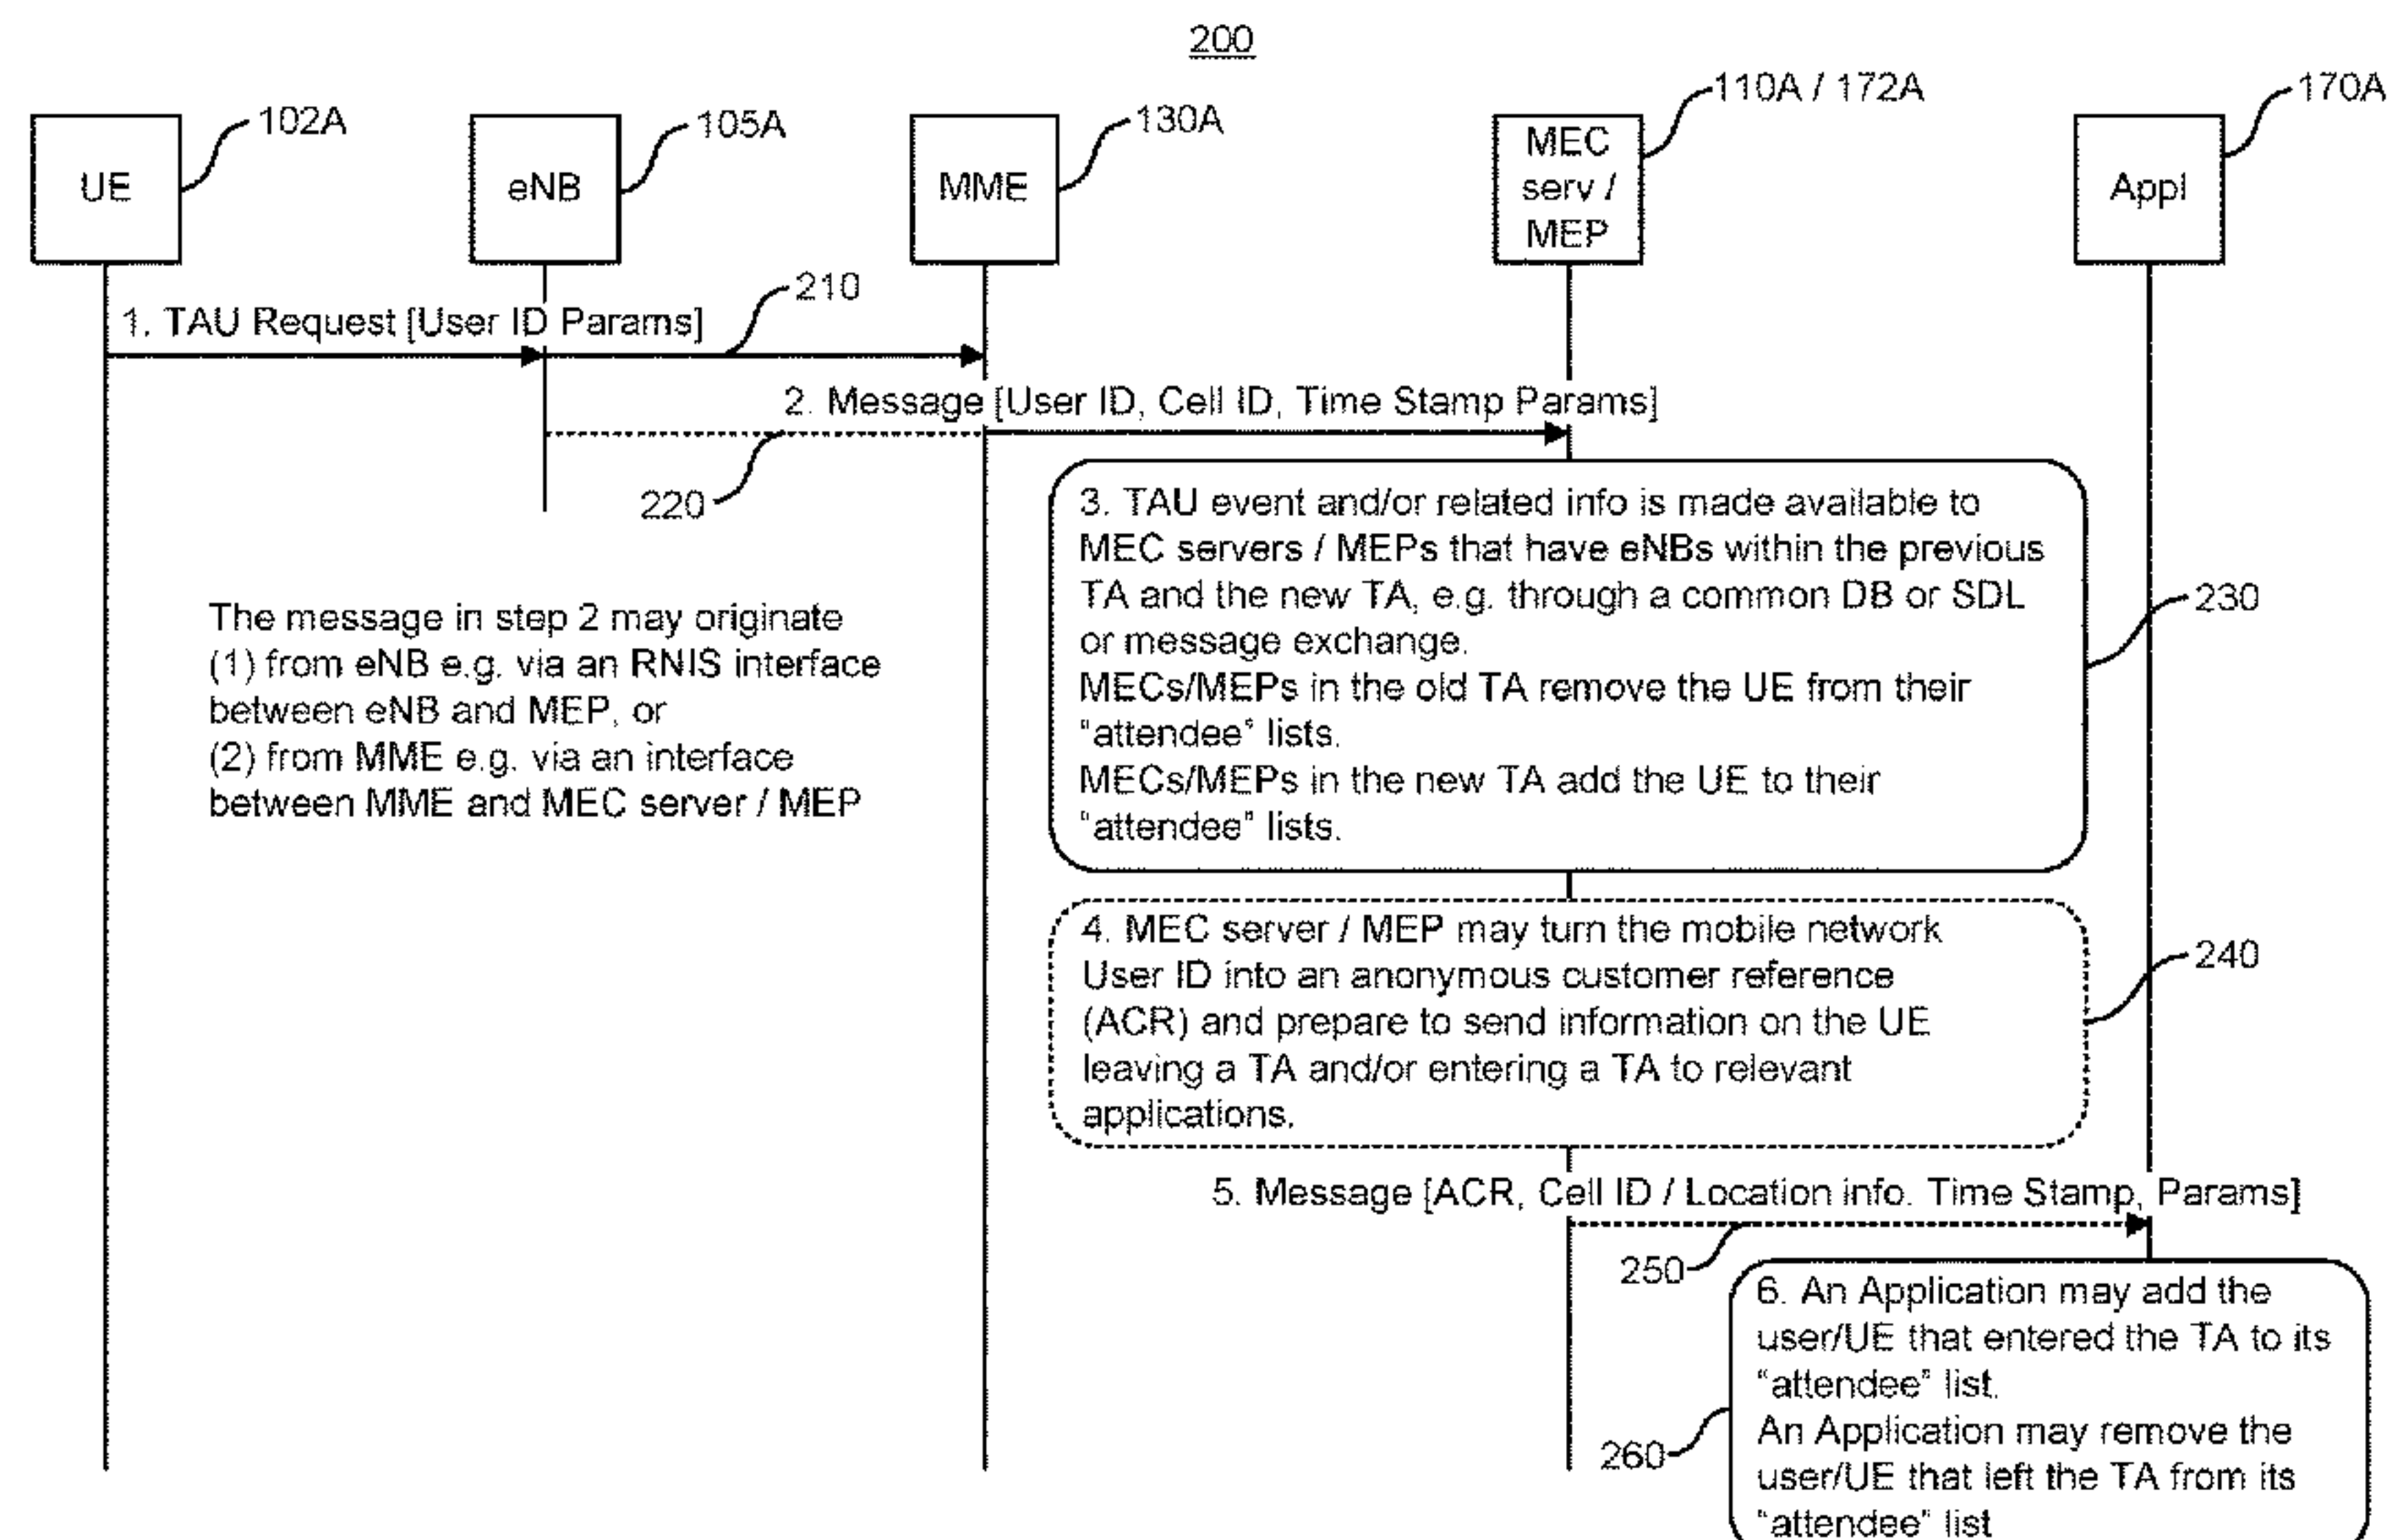 200
102A
105A
130A
110A / 172A
170A
UE
eNB
MME
MEC
serv /
MEP
Appl
210
1. TAU Request [User ID Params]
2. Message [User ID, Cell ID, Time Stamp Params]
220
3. TAU event and/or related info is made available to
MEC servers / MEPs that have eNBs within the previous
TA and the new TA, e.g. through a common DB or SDL
or message exchange.
MECs/MEPs in the old TA remove the UE from their
"attendee" lists.
MECs/MEPs in the new TA add the UE to their
"attendee" lists.
230
The message in step 2 may originate
(1) from eNB e.g. via an RNIS interface
between eNB and MEP, or
(2) from MME e.g. via an interface
between MME and MEC server / MEP
4. MEC server / MEP may turn the mobile network
User ID into an anonymous customer reference
(ACR) and prepare to send information on the UE
leaving a TA and/or entering a TA to relevant
applications.
240
5. Message [ACR, Cell ID / Location info. Time Stamp, Params]
250
6. An Application may add the
user/UE that entered the TA to its
"attendee" list.
An Application may remove the
user/UE that left the TA from its
"attendee" list
260